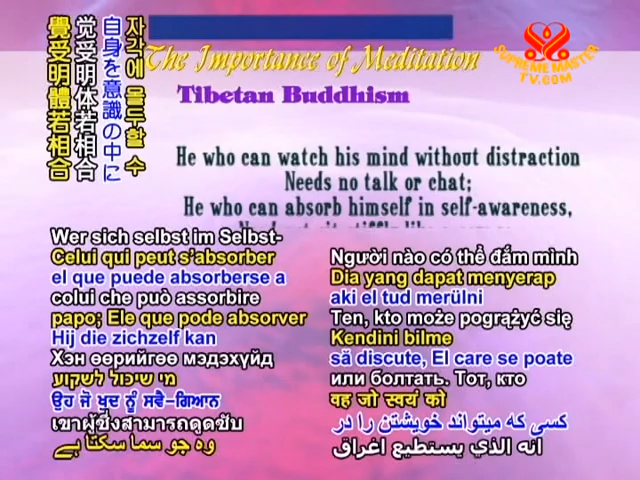 자각에 몰두할 수
自身を意識の中に
觉受明体若相合
覺受明體若相合
The Importance of Meditation
SUPREME MASTER
TV.COM
Tibetan Buddhism
He who can watch his mind without distraction
Needs no talk or chat;
He who can absorb himself in self-awareness,
Wer sich selbst im Selbst-
Celui qui peut s'absorber
el que puede absorberse a
colui che può assorbire
papo; Ele que pode absorver
Hij die zichzelf kan
Хэн өөрийгөө мэдэхүйд
מי שיכול לשקוע
ਉਹ ਜੋ ਖੁਦ ਨੂੰ ਸਵੈ-ਗਿਆਨ
เขาผู้ซึ่งสามารถดูดซับ
وہ جو سما سکتا ہے
Người nào có thể đắm mình
Dia yang dapat menyerap
aki el tud merülni
Ten, kto może pogrążyć się
Kendini bilme
să discute, El care se poate
или болтать. Тот, кто
वह जो स्वयं को
کسی که میتواند خویشتن را در
انه الذي يستطيع اغراق